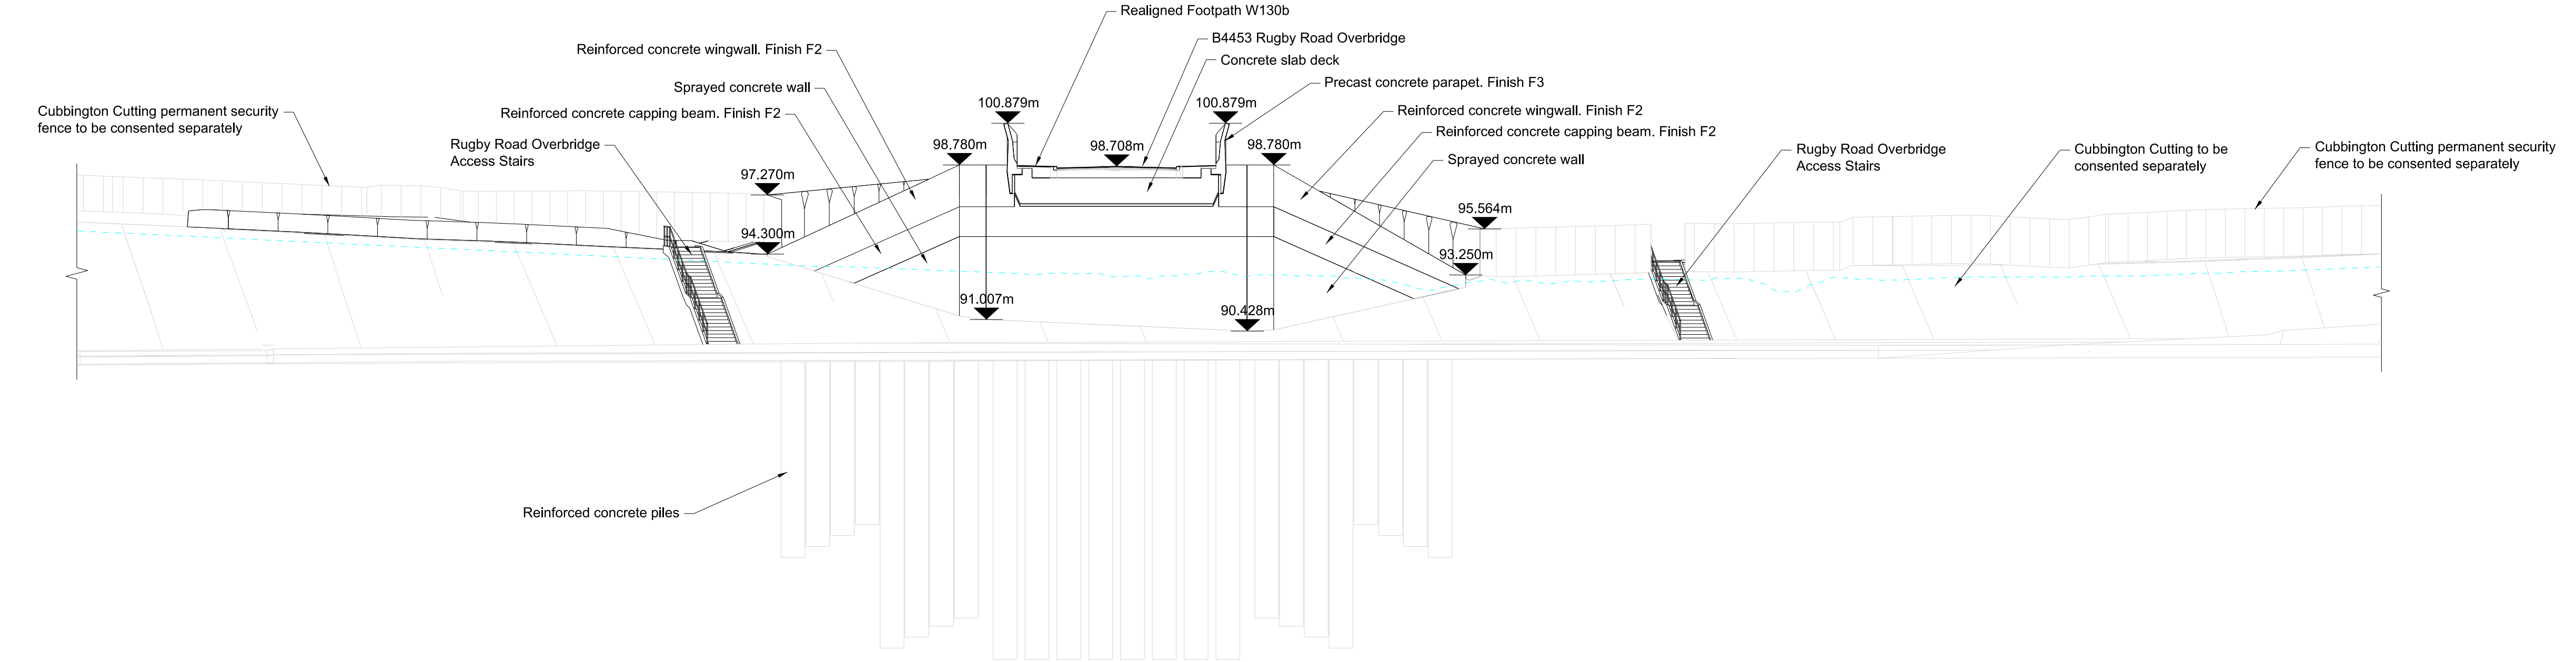 Realigned Footpath W130b
B4453 Rugby Road Overbridge
Reinforced concrete wingwall. Finish F2
Concrete slab deck
Precast concrete parapet. Finish F3
Sprayed concrete wall
Cubbington Cutting permanent security
fence to be consented separately
Reinforced concrete capping beam. Finish F2
100.879m
100.879m
Reinforced concrete wingwall. Finish F2
Reinforced concrete capping beam. Finish F2
Rugby Road Overbridge
Access Stairs
98.780m
98.708m
98.780m
Sprayed concrete wall
Rugby Road Overbridge
Access Stairs
Cubbington Cutting to be
consented separately
Cubbington Cutting permanent security
fence to be consented separately
97.270m
95.564m
94.300m
93.250m
91.007m
90.428m
Reinforced concrete piles